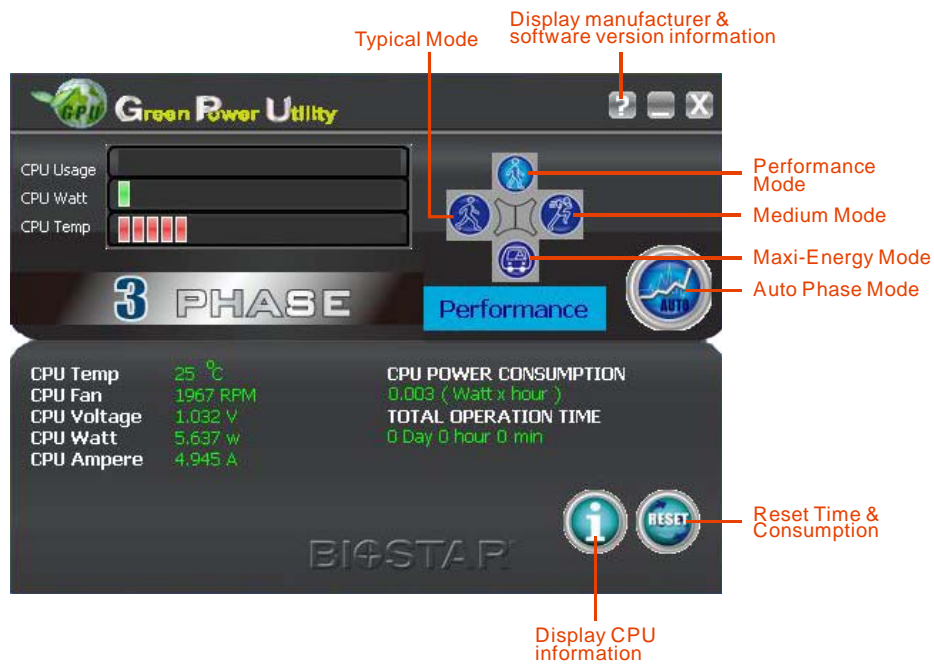 Display manufacturer &
software version information
Typical Mode
GPU
Green Power Utility
?
X
CPU Usage
CPU Watt
CPU Temp
Performance
Mode
Medium Mode
Maxi-Energy Mode
Auto Phase Mode
AUTO
3 PHASE
Performance
CPU Temp 25 °C
CPU Fan 1967 RPM
CPU Voltage 1.032 V
CPU Watt 5.637 w
CPU Ampere 4.945 A
CPU POWER CONSUMPTION
0.003 ( Watt x hour )
TOTAL OPERATION TIME
0 Day 0 hour 0 min
i
RESET
Reset Time &
Consumption
BIOSTAR
Display CPU
information